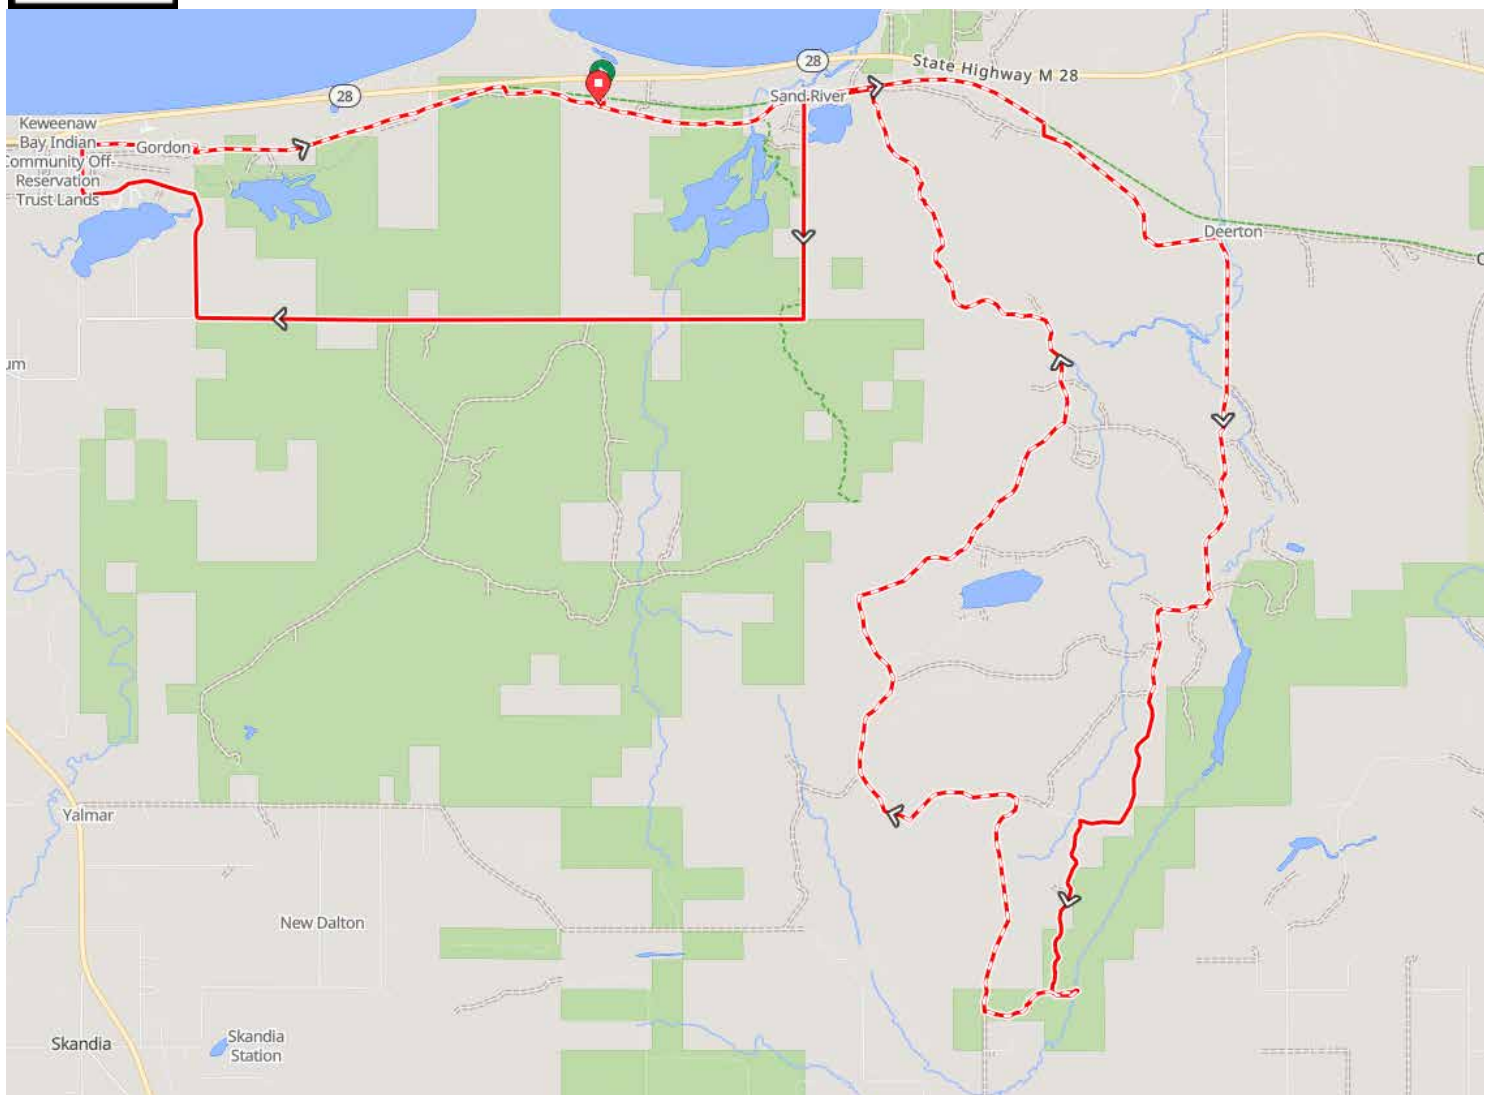 28
State Highway M 28
28
Sand River
Keweenaw
Bay Indian
Community Off-
Reservation
Trust Lands
Gordon
Deerton
um
Yalmar
New Dalton
Skandia
Skandia
Station